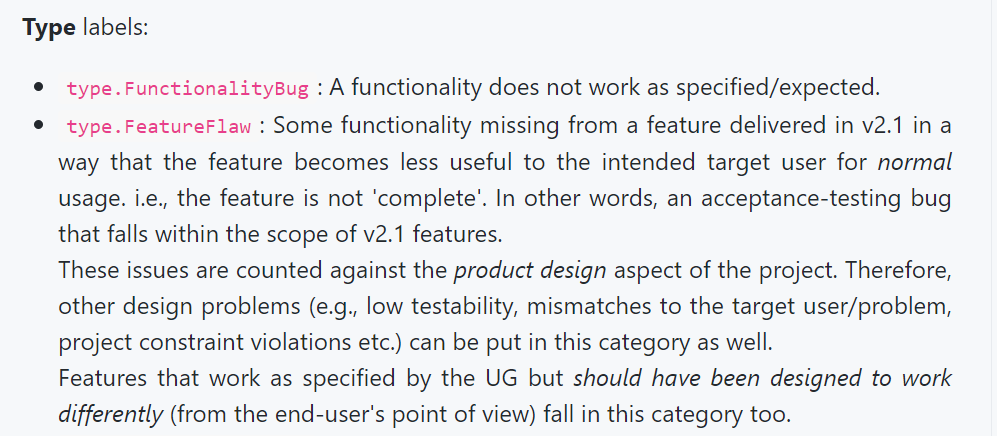 Type labels:
• type.FunctionalityBug : A functionality does not work as specified/expected.
• type.FeatureFlaw : Some functionality missing from a feature delivered in v2.1 in a
way that the feature becomes less useful to the intended target user for normal
usage. i.e., the feature is not 'complete'. In other words, an acceptance-testing bug
that falls within the scope of v2.1 features.
These issues are counted against the product design aspect of the project. Therefore,
other design problems (e.g., low testability, mismatches to the target user/problem,
project constraint violations etc.) can be put in this category as well.
Features that work as specified by the UG but should have been designed to work
differently (from the end-user's point of view) fall in this category too.